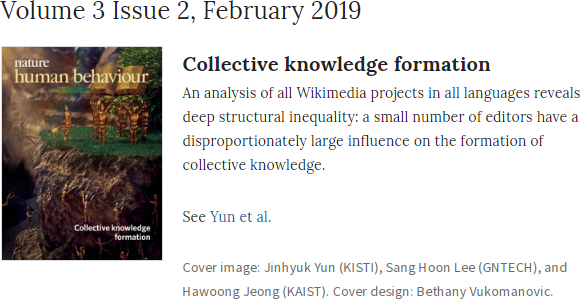 Volume 3 Issue 2, February 2019
nature
human behaviour
Collective knowledge
formation
Collective knowledge formation
An analysis of all Wikimedia projects in all languages reveals
deep structural inequality: a small number of editors have a
disproportionately large influence on the formation of
collective knowledge.
See Yun et al.
Cover image: Jinhyuk Yun (KISTI), Sang Hoon Lee (GNTECH), and
Hawoong Jeong (KAIST). Cover design: Bethany Vukomanovic.